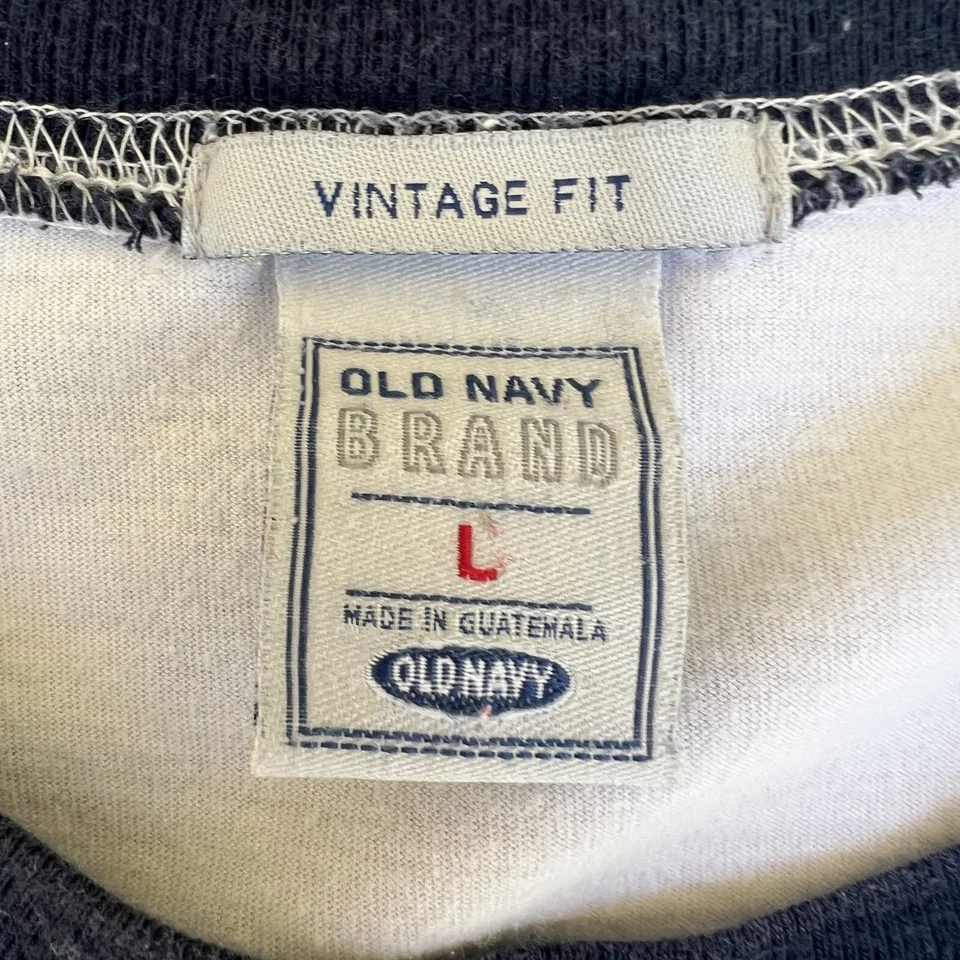 VINTAGE FIT
OLD NAVY
BRAND
L
MADE IN GUATEMALA
OLD NAVY